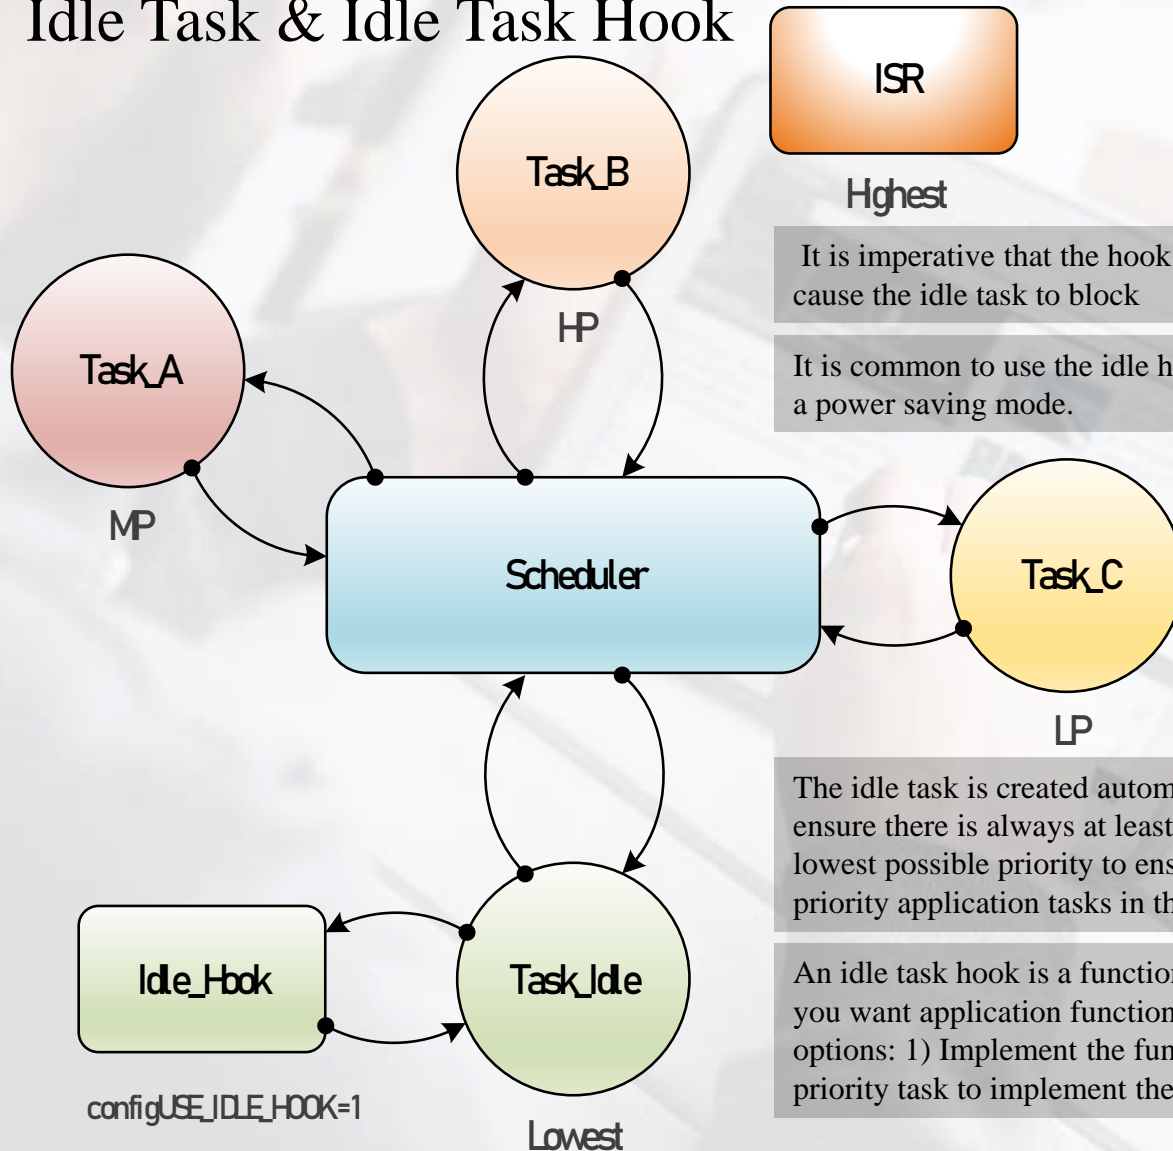 Idle Task & Idle Task Hook
ISR
Highest
Task_B
HP
It is imperative that the hook
cause the idle task to block
It is common to use the idle h
a power saving mode.
Task_A
MP
Scheduler
Task_C
LP
The idle task is created autom
ensure there is always at least
lowest possible priority to ens
priority application tasks in th
An idle task hook is a function
you want application function
options: 1) Implement the fun
priority task to implement the
Idle_Hook
Task_Idle
configUSE_IDLE_HOOK=1
Lowest